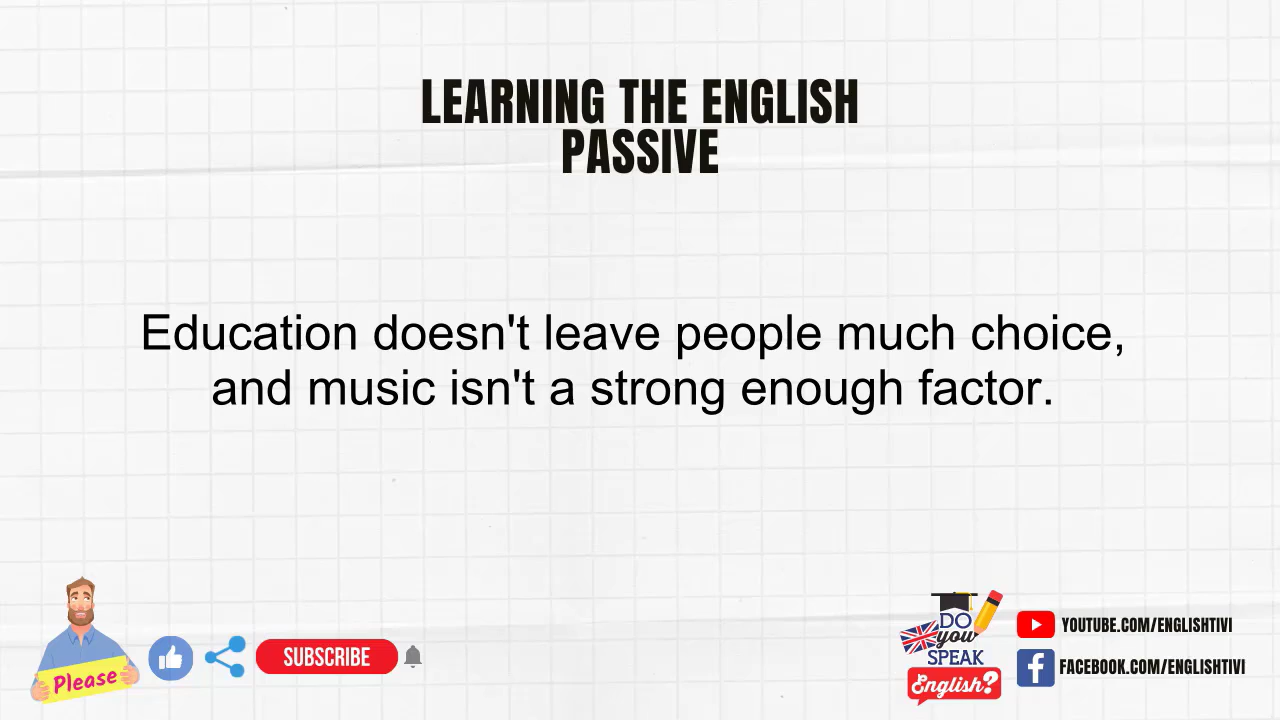 LEARNING THE ENGLISH
PASSIVE
Education doesn't leave people much choice,
and music isn't a strong enough factor.
Please
SUBSCRIBE
DO
you
SPEAK
English?
YOUTUBE.COM/ENGLISHTIVI
FACEBOOK.COM/ENGLISHTIVI